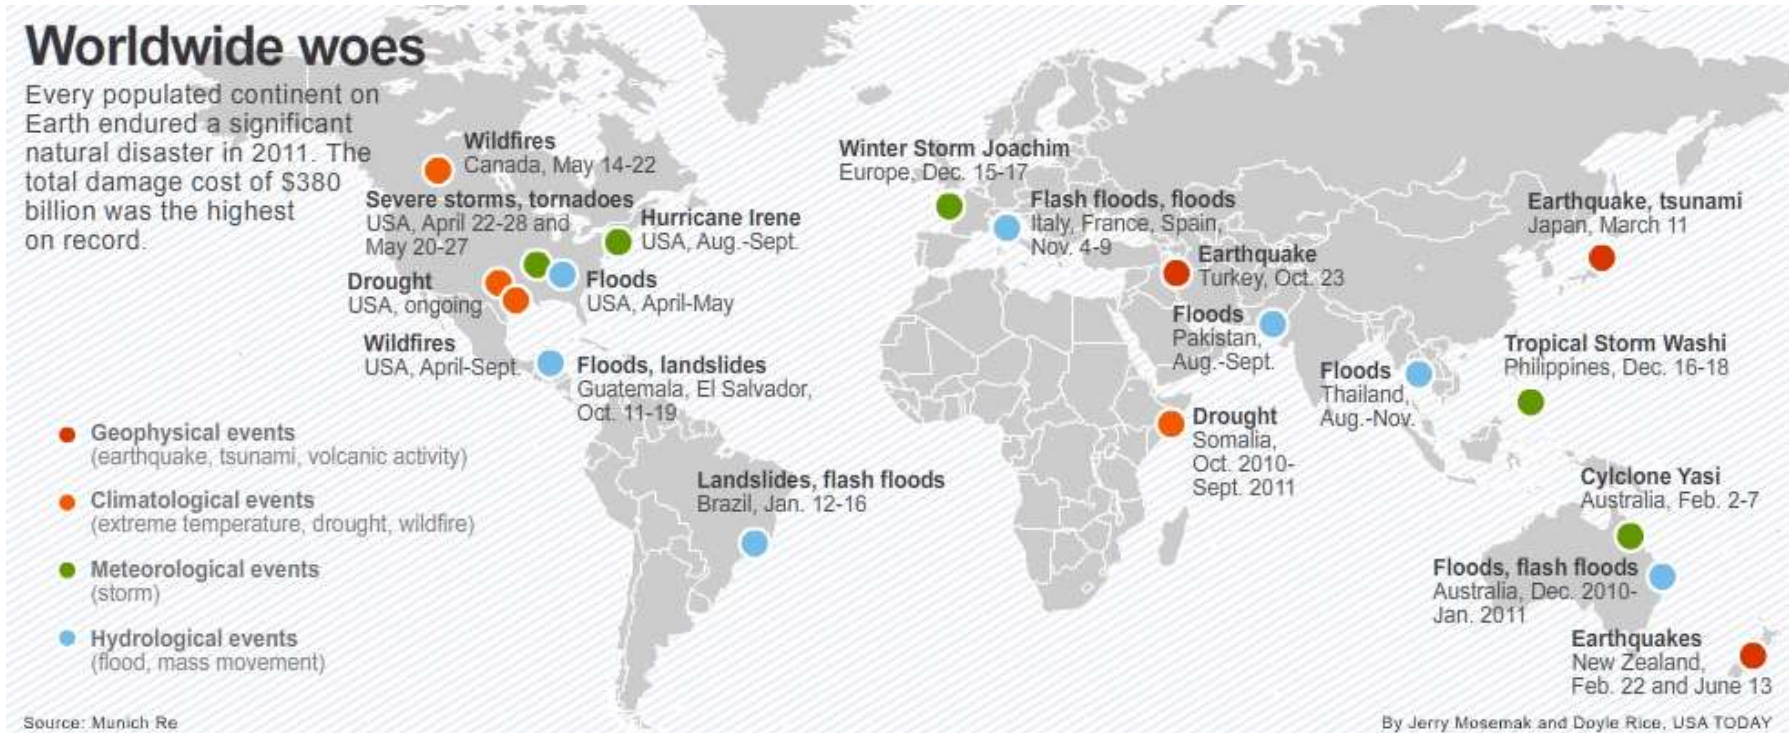 Worldwide woes
Every populated continent on
Earth endured a significant
natural disaster in 2011. The
total damage cost of $380
billion was the highest
on record.
Wildfires
Canada, May 14-22
Severe storms, tornadoes
USA, April 22-28 and
May 20-27
Hurricane Irene
USA, Aug.-Sept.
Drought
USA, ongoing
Floods
USA, April-May
Wildfires
USA, April-Sept.
Floods, landslides
Guatemala, El Salvador,
Oct. 11-19
Landslides, flash floods
Brazil, Jan. 12-16
Winter Storm Joachim
Europe, Dec. 15-17
Flash floods, floods
Italy, France, Spain,
Nov. 4-9
Earthquake
Turkey, Oct. 23
Floods
Pakistan,
Aug.-Sept.
Drought
Somalia,
Oct. 2010-
Sept. 2011
Earthquake, tsunami
Japan, March 11
Floods
Thailand,
Aug.-Nov.
Tropical Storm Washi
Philippines, Dec. 16-18
Cylclone Yasi
Australia, Feb. 2-7
Floods, flash floods
Australia, Dec. 2010-
Jan. 2011
Earthquakes
New Zealand,
Feb. 22 and June 13
Geophysical events
(earthquake, tsunami, volcanic activity)
Climatological events
(extreme temperature, drought, wildfire)
Meteorological events
(storm)
Hydrological events
(flood, mass movement)
Source: Munich Re
By Jerry Mosemak and Doyle Rice, USA TODAY